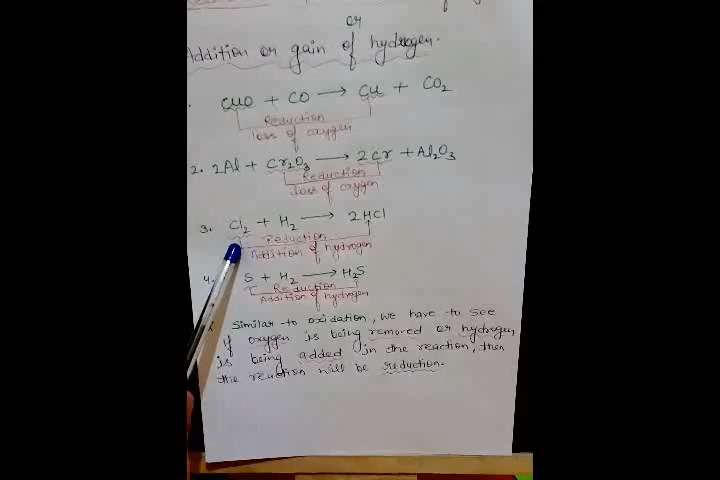 or
Addition or gain of hydrogen.
CuO + CO → Cu + CO2
Reduction
loss of oxygen
2. 2Al + Cr2O3 → 2Cr + Al2O3
Reduction
loss of oxygen
3. Cl2 + H2 → 2HCl
Reduction
Addition of hydrogen
4. S + H2 → H2S
Reduction
Addition of hydrogen
Similar to oxidation, we have to see
if oxygen is being removed or hydrogen
is being added in the reaction, then
the reaction will be reduction.